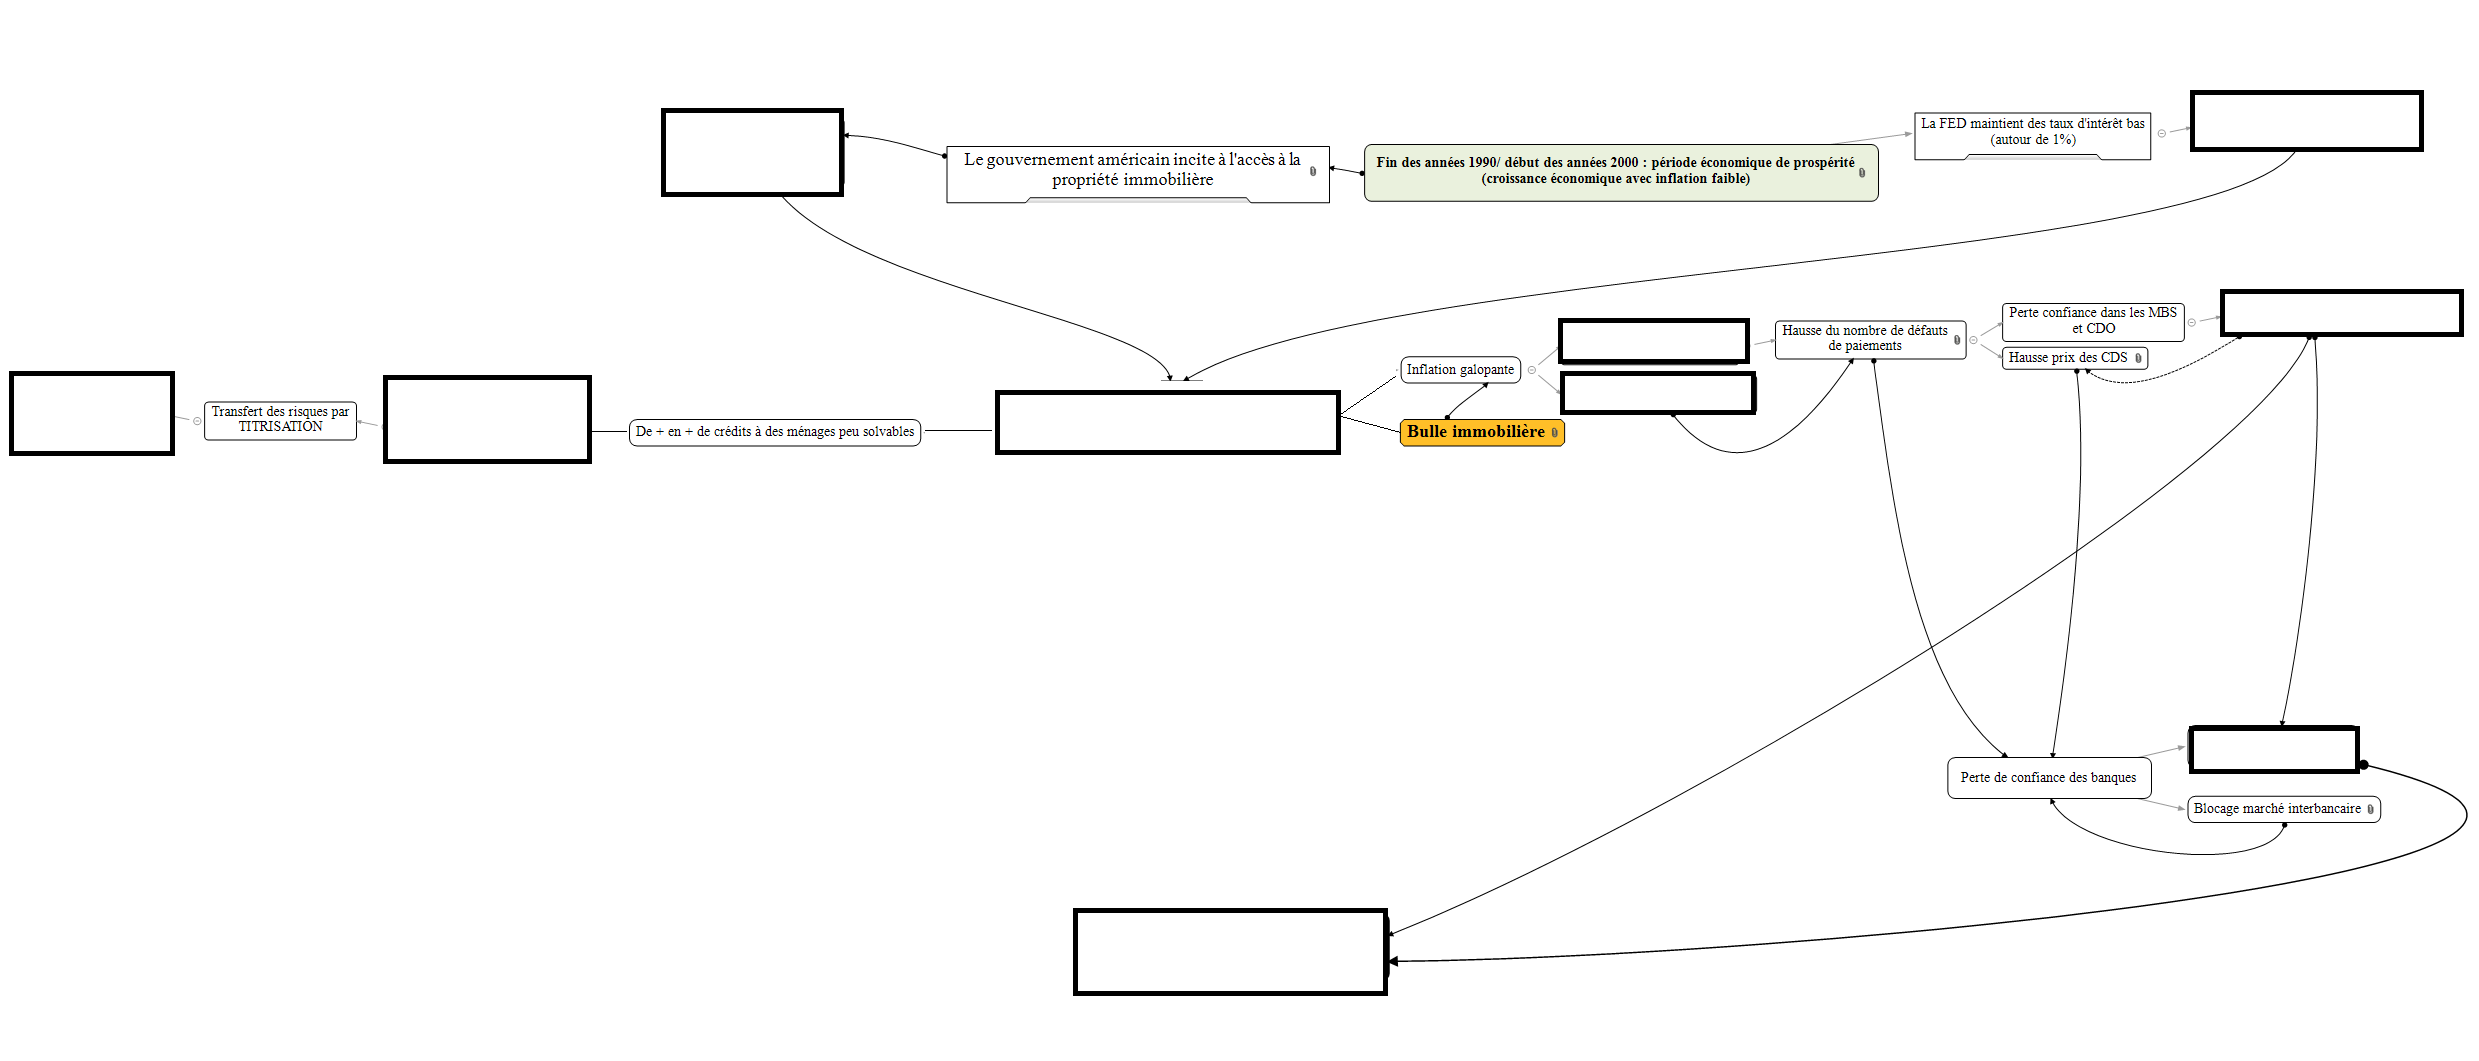 La FED maintient des taux d'intérêt bas
(autour de 1%)
Le gouvernement américain incite à l'accès à la
propriété immobilière
Fin des années 1990/ début des années 2000 : période économique de prospérité
(croissance économique avec inflation faible)
Perte confiance dans les MBS
et CDO
Hausse du nombre de défauts
de paiements
Hausse prix des CDS
Inflation galopante
Transfert des risques par
TITRISATION
De + en + de crédits à des ménages peu solvables
Bulle immobilière
Perte de confiance des banques
Blocage marché interbancaire